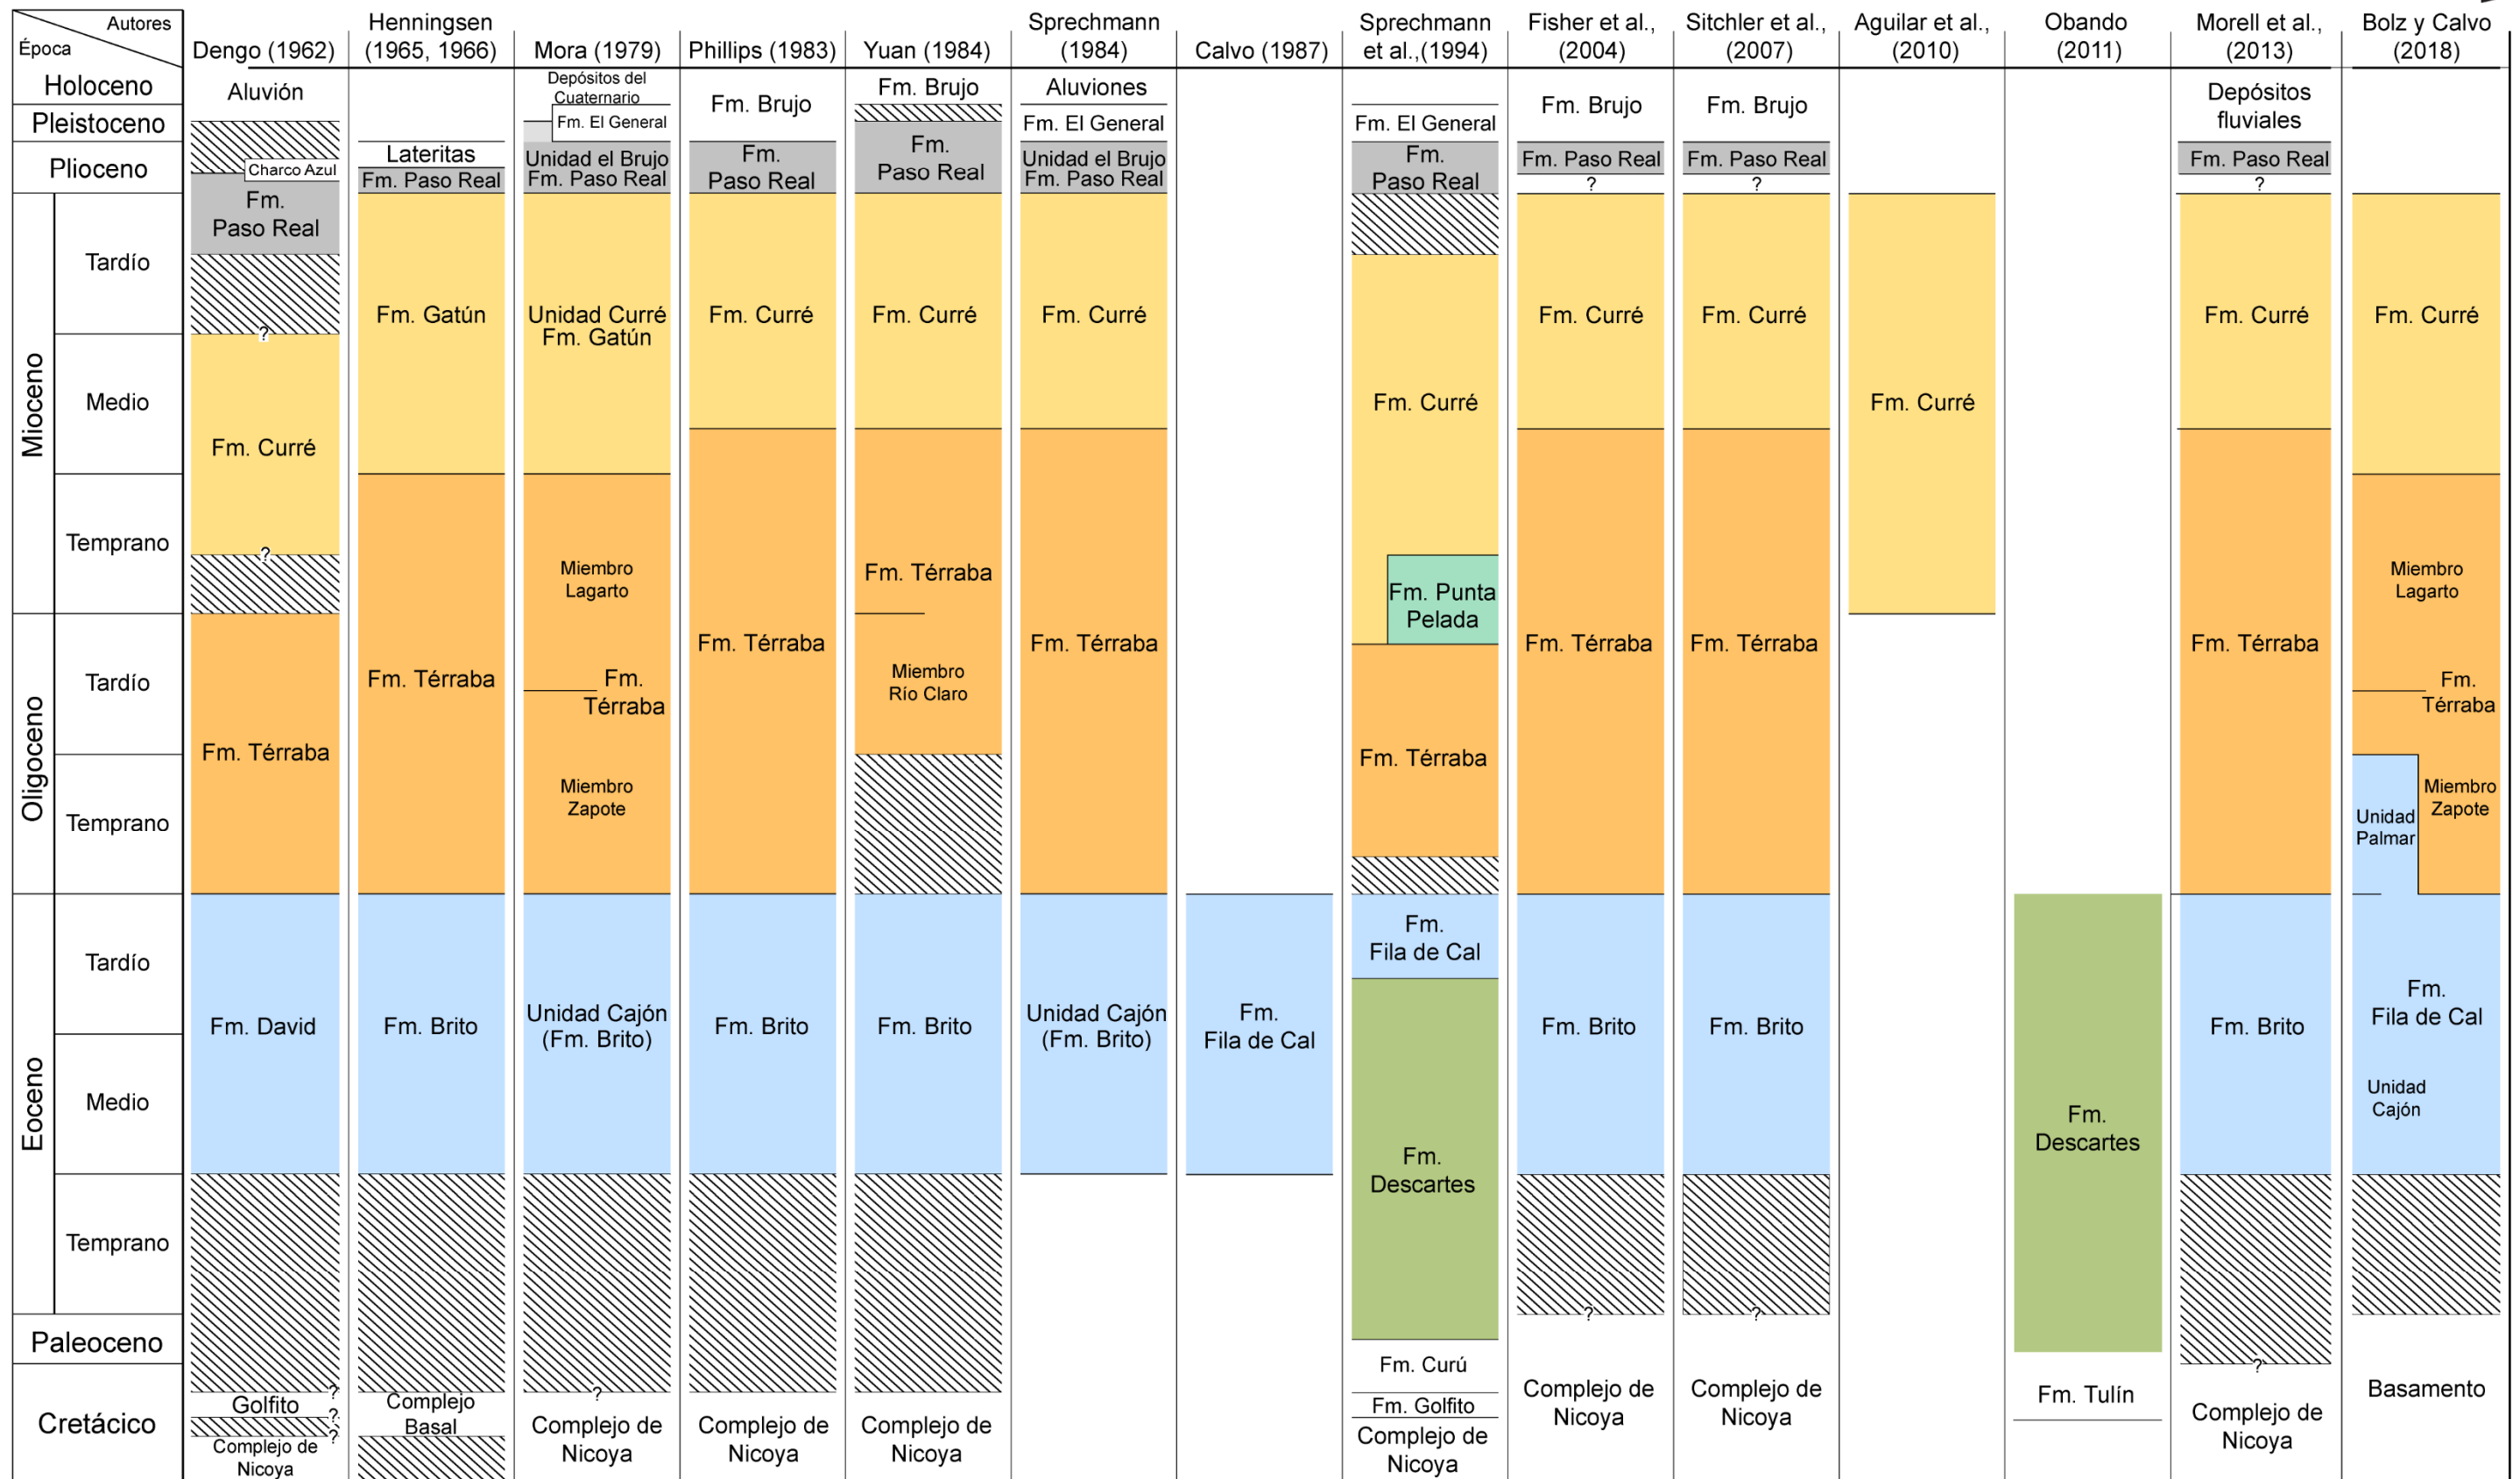 Autores
Época
Dengo (1962)
Henningsen
(1965, 1966)
Mora (1979)
Phillips (1983)
Yuan (1984)
Sprechmann
(1984)
Calvo (1987)
Sprechmann
et al.,(1994)
Fisher et al.,
(2004)
Sitchler et al.,
(2007)
Aguilar et al.,
(2010)
Obando
(2011)
Morell et al.,
(2013)
Bolz y Calvo
(2018)
Holoceno
Pleistoceno
Plioceno
Mioceno
Tardío
Medio
Temprano
Oligoceno
Tardío
Temprano
Eoceno
Tardío
Medio
Temprano
Paleoceno
Cretácico
Aluvión
Charco Azul
Fm.
Paso Real
?
Fm. Curré
?
Fm. Térraba
Fm. David
?
Golfito
?
?
Complejo de
Nicoya
Lateritas
Fm. Paso Real
Fm. Gatún
Fm. Térraba
Fm. Brito
Complejo
Basal
Depósitos del
Cuaternario
Fm. El General
Unidad el Brujo
Fm. Paso Real
Unidad Curré
Fm. Gatún
Miembro
Lagarto
Fm.
Térraba
Miembro
Zapote
Unidad Cajón
(Fm. Brito)
?
Complejo de
Nicoya
Fm. Brujo
Fm.
Paso Real
Fm. Curré
Fm. Térraba
Fm. Brito
Complejo de
Nicoya
Fm. Brujo
Fm.
Paso Real
Fm. Curré
Fm. Térraba
Miembro
Río Claro
Fm. Brito
Complejo de
Nicoya
Aluviones
Fm. El General
Unidad el Brujo
Fm. Paso Real
Fm. Curré
Fm. Térraba
Unidad Cajón
(Fm. Brito)
Fm.
Fila de Cal
Fm. El General
Fm.
Paso Real
Fm. Curré
Fm. Punta
Pelada
Fm. Térraba
Fm.
Fila de Cal
Fm.
Descartes
Fm. Curú
Fm. Golfito
Complejo de
Nicoya
Fm. Brujo
Fm. Paso Real
?
Fm. Curré
Fm. Térraba
Fm. Brito
?
Complejo de
Nicoya
Fm. Brujo
Fm. Paso Real
?
Fm. Curré
Fm. Térraba
Fm. Brito
?
Complejo de
Nicoya
Fm. Curré
Fm.
Descartes
Fm. Tulín
Depósitos
fluviales
Fm. Paso Real
?
Fm. Curré
Fm. Térraba
Fm. Brito
?
Complejo de
Nicoya
Fm. Curré
Miembro
Lagarto
Fm.
Térraba
Miembro
Zapote
Unidad
Palmar
Fm.
Fila de Cal
Unidad
Cajón
Basamento